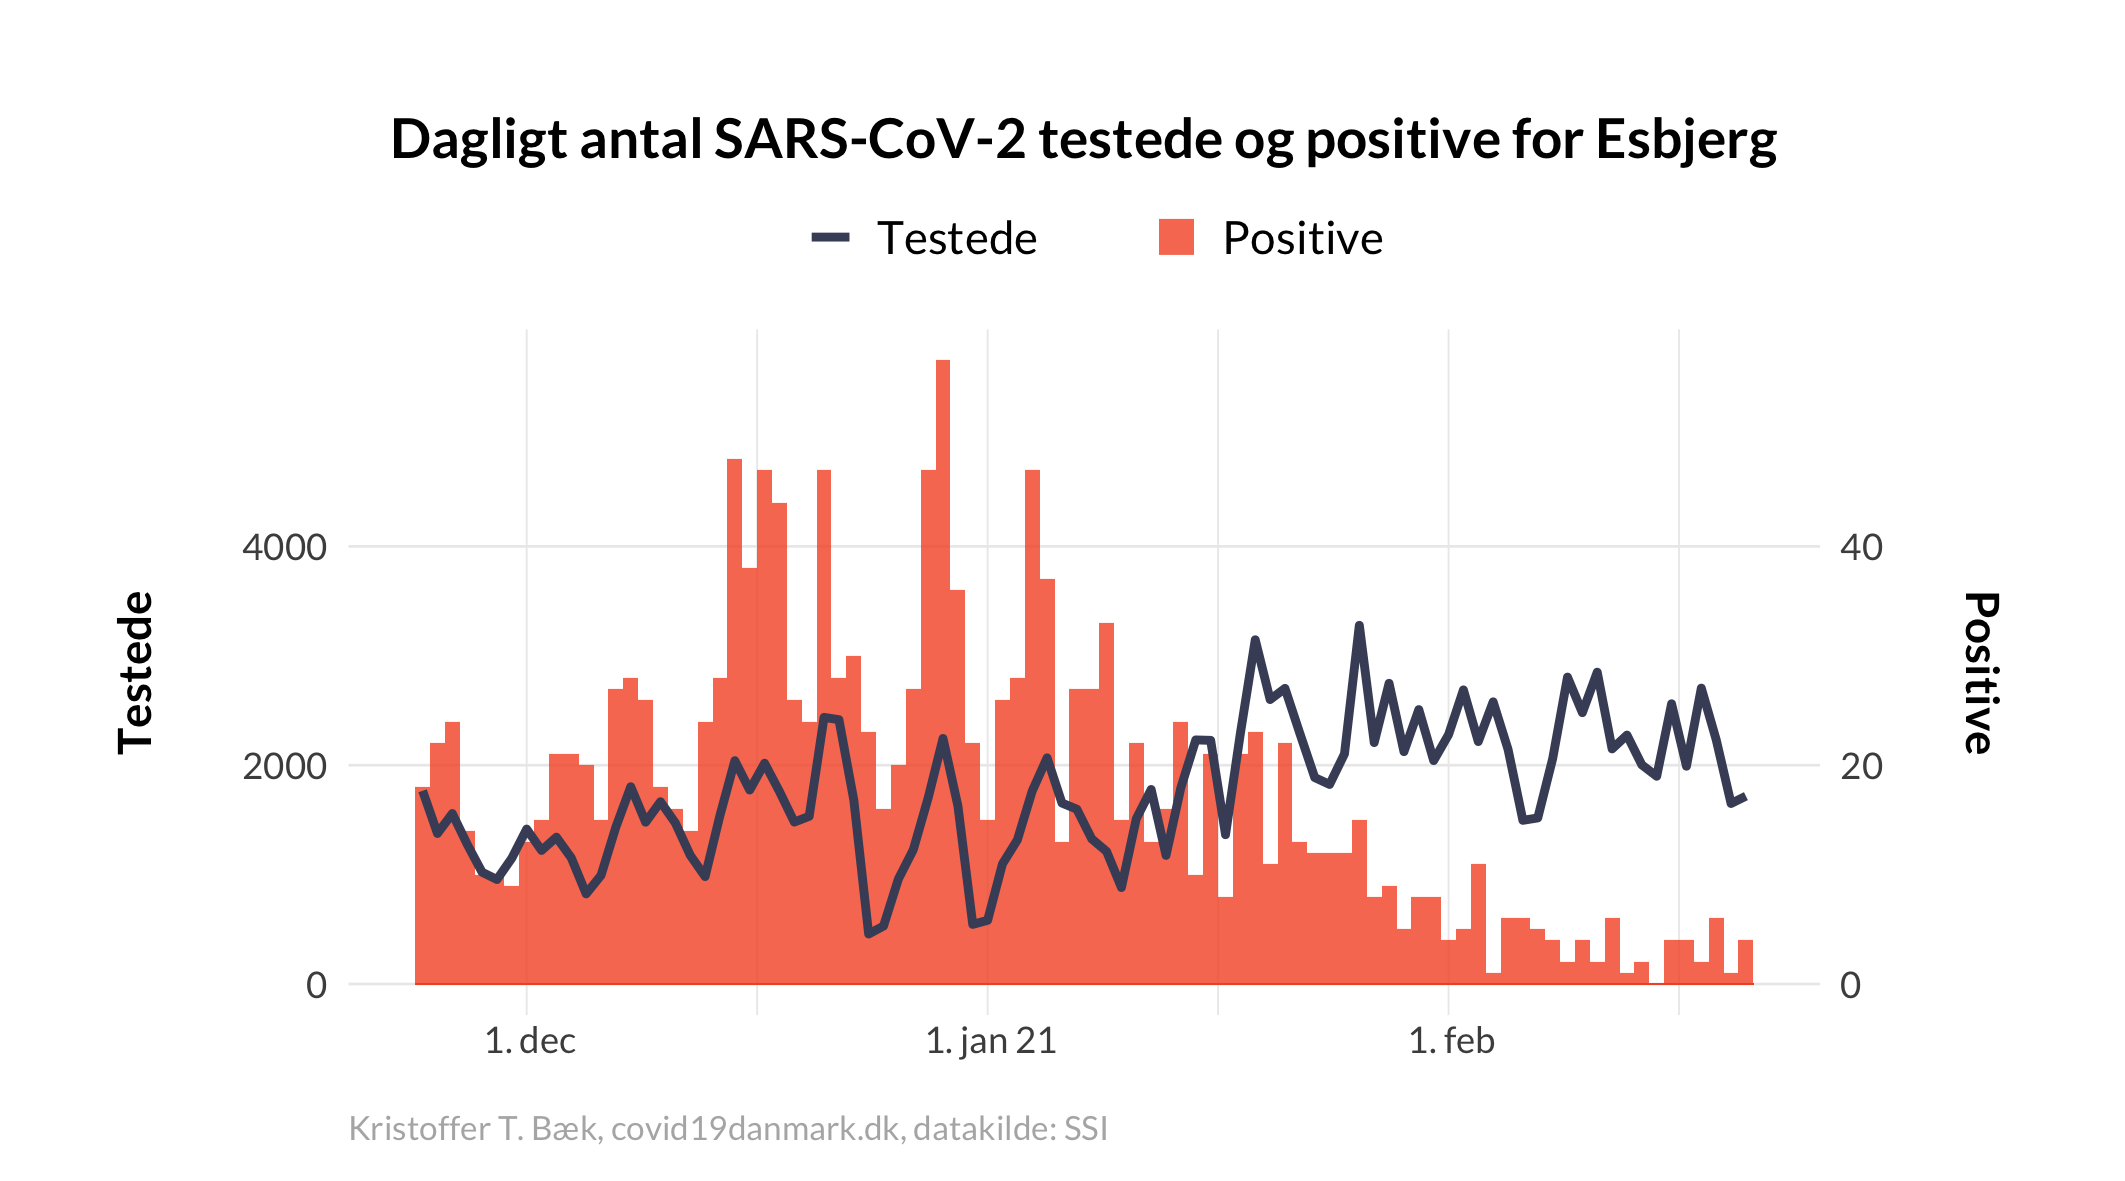 Dagligt antal SARS-CoV-2 testede og positive for Esbjerg
Testede Positive
4000
2000
0
Testede
40
20
0
Positive
1. dec 1. jan 21 1. feb
Kristoffer T. Bæk, covid19danmark.dk, datakilde: SSI